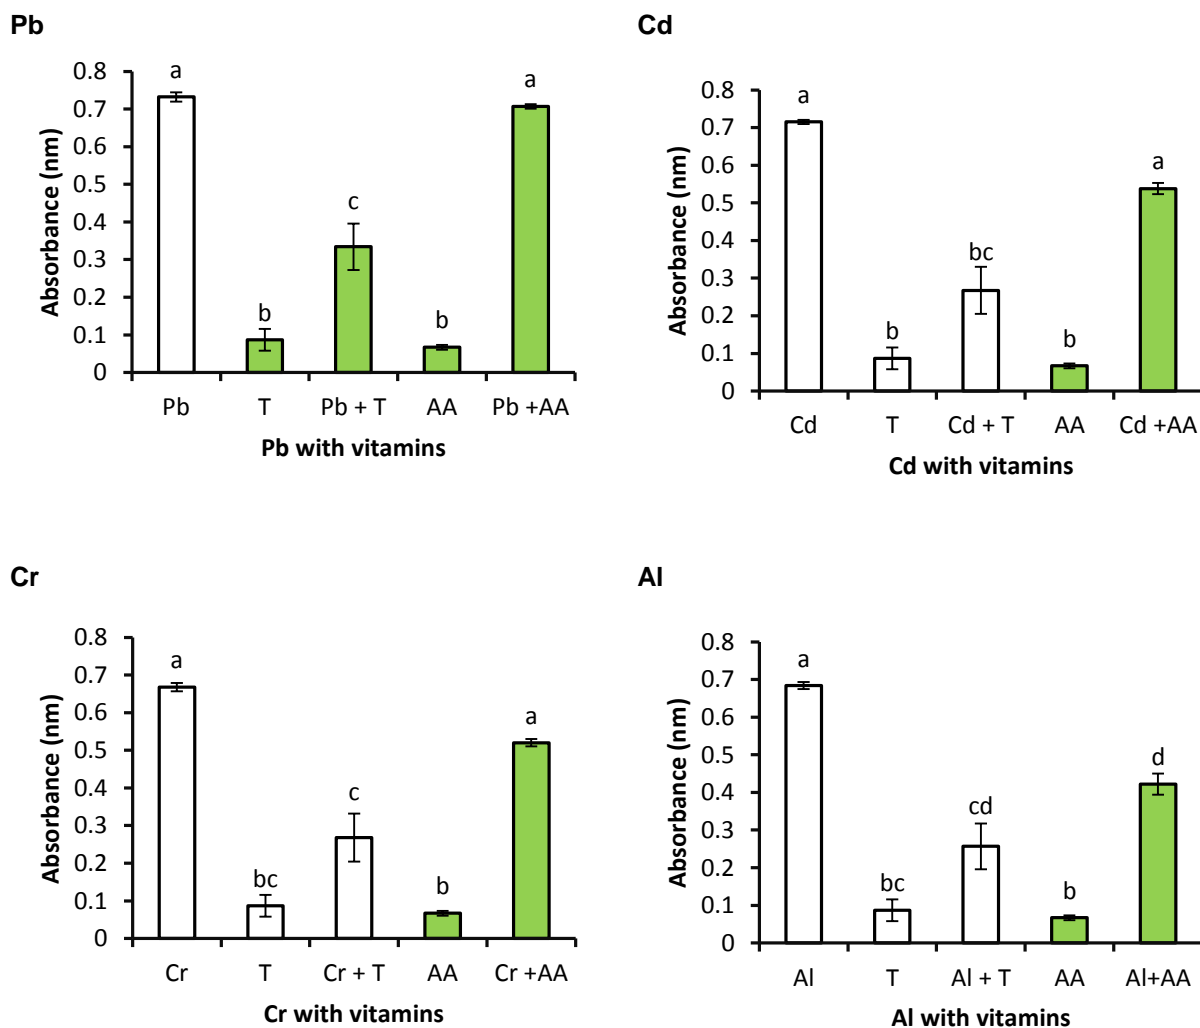 Pb
a
a
c
b
b
0.8
0.7
0.6
0.5
0.4
0.3
0.2
0.1
0
Absorbance (nm)
Pb T Pb + T AA Pb +AA
Pb with vitamins
Cd
a
a
bc
b
b
0.8
0.7
0.6
0.5
0.4
0.3
0.2
0.1
0
Absorbance (nm)
Cd T Cd + T AA Cd +AA
Cd with vitamins
Cr
a
a
c
bc
b
0.8
0.7
0.6
0.5
0.4
0.3
0.2
0.1
0
Absorbance (nm)
Cr T Cr + T AA Cr +AA
Cr with vitamins
Al
a
d
cd
bc
b
0.8
0.7
0.6
0.5
0.4
0.3
0.2
0.1
0
Absorbance (nm)
Al T Al + T AA Al+AA
Al with vitamins